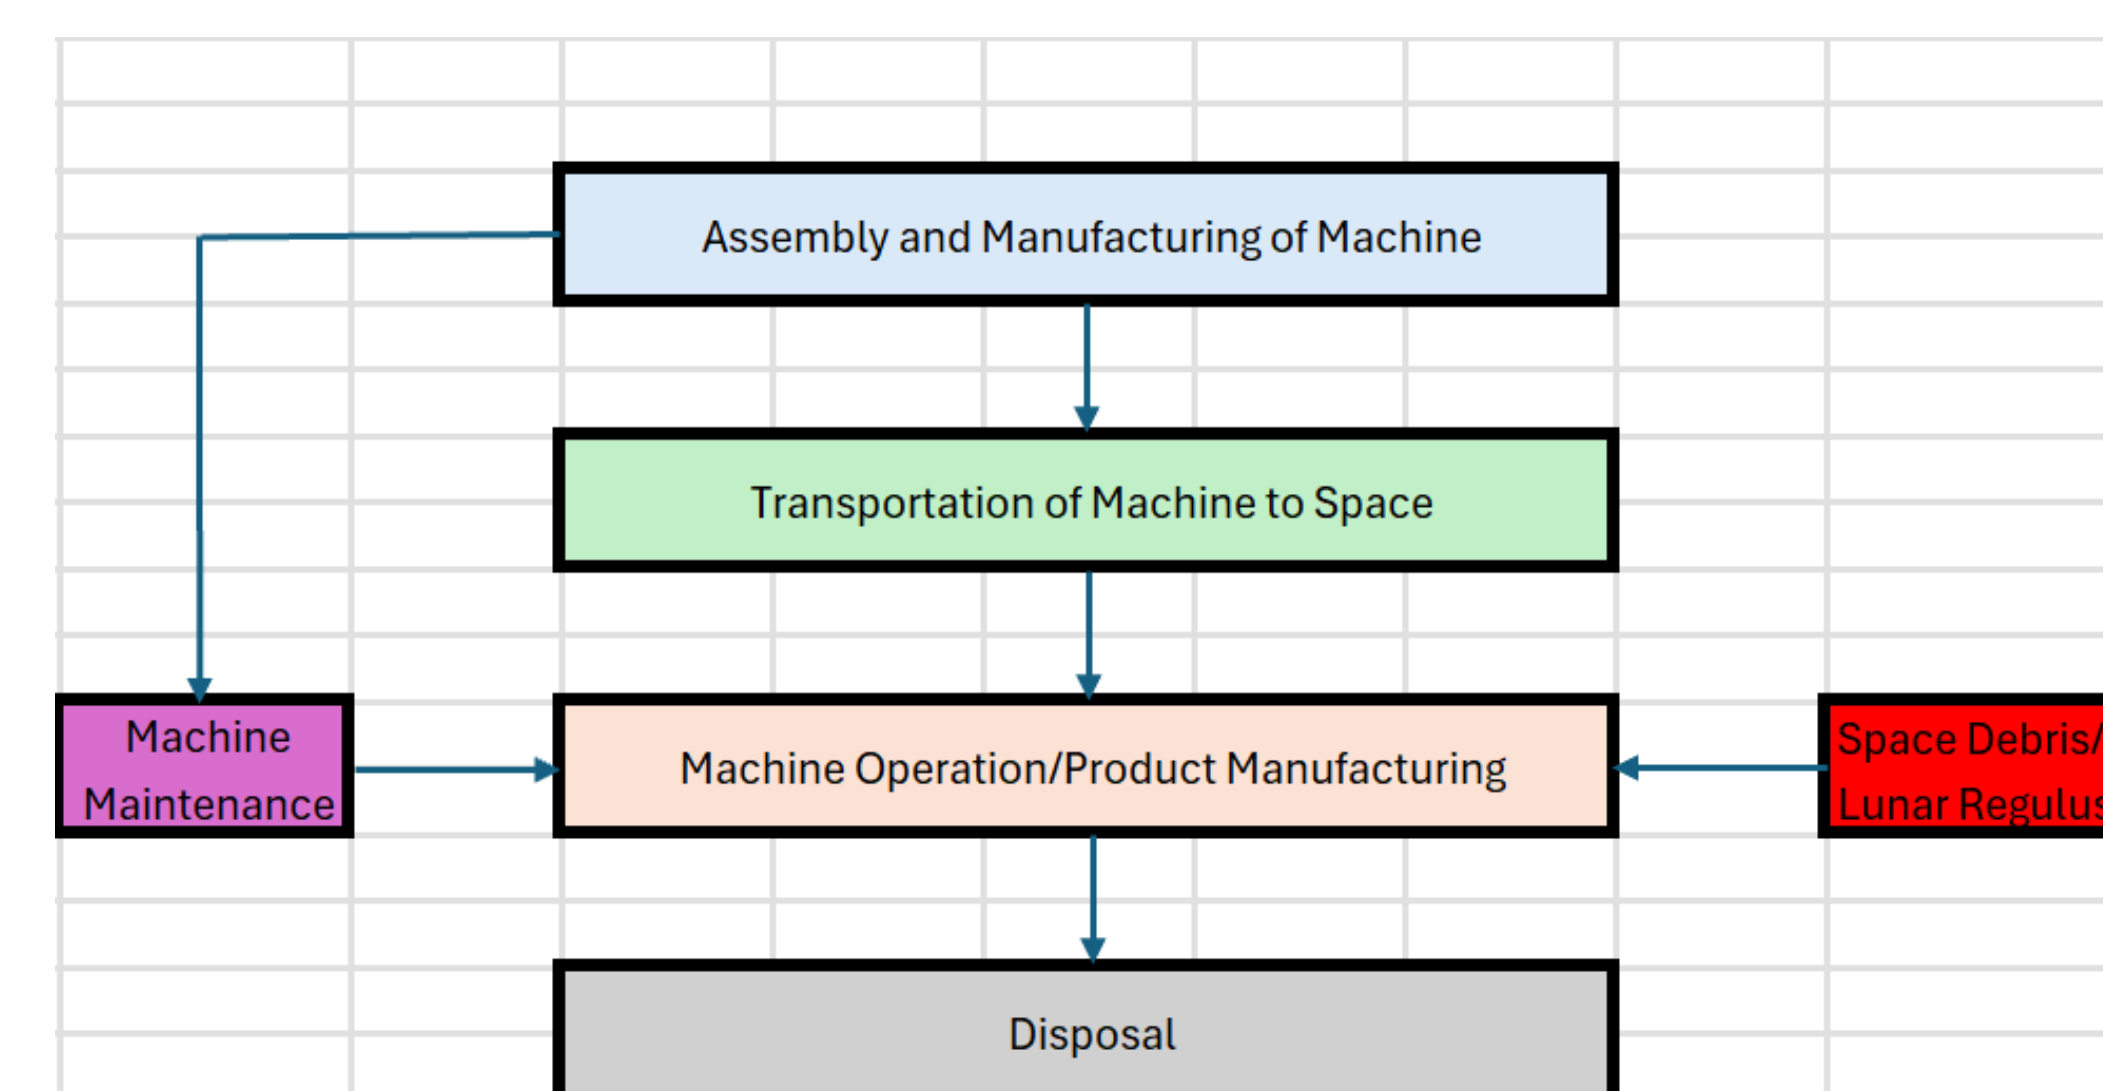 Assembly and Manufacturing of Machine
Transportation of Machine to Space
Machine
Maintenance
Machine Operation/Product Manufacturing
Space Debris/
Lunar Regulus
Disposal